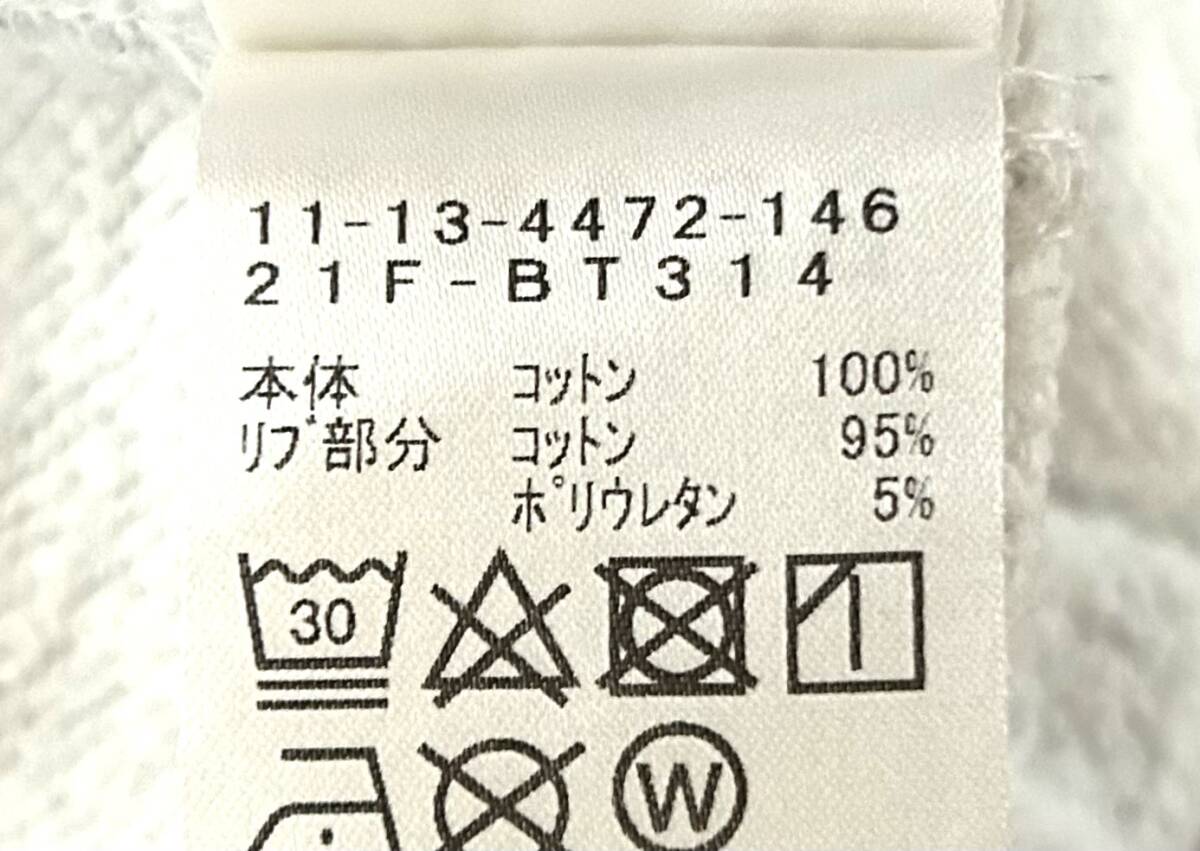 11-13-4472-146
21F-BT314
本体 コットン 100%
リブ部分 コットン 95%
ポリウレタン 5%
30
W